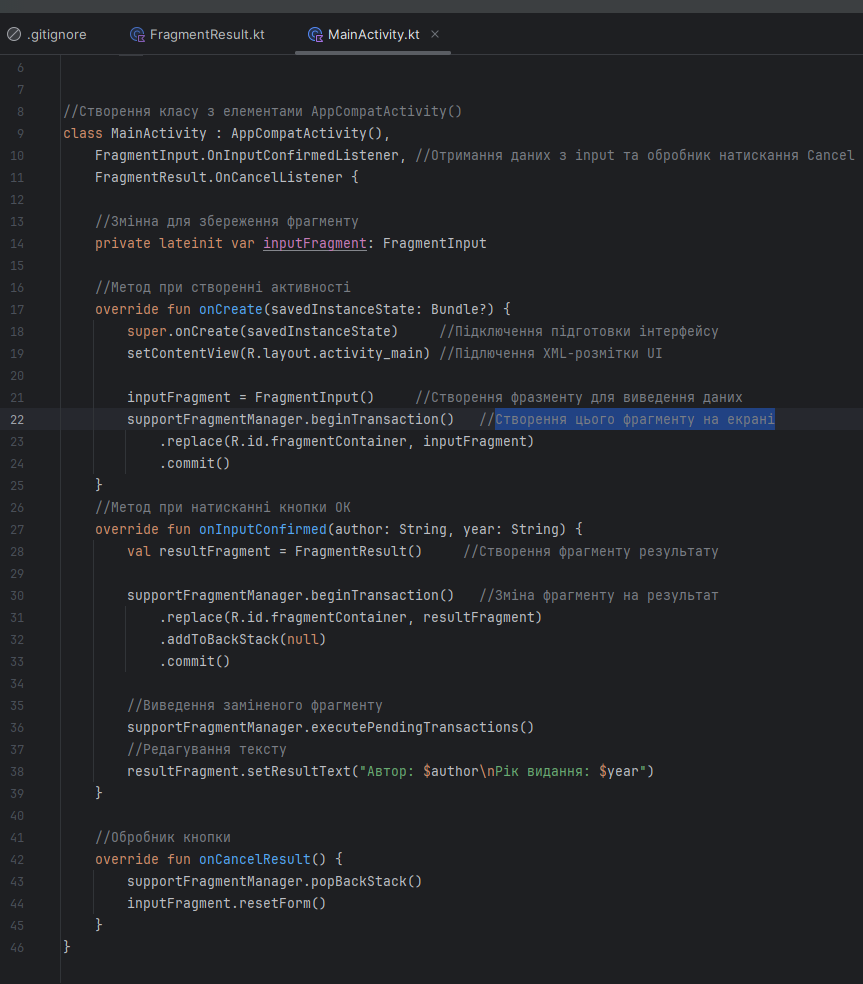 .gitignore FragmentResult.kt MainActivity.kt ×
6
7
8 //Створення класу з елементами AppCompatActivity()
9 class MainActivity : AppCompatActivity(),
10 FragmentInput.OnInputConfirmedListener, //Отримання даних з input та обробник натискання Cancel
11 FragmentResult.OnCancelListener {
12
13 //Змінна для збереження фрагменту
14 private lateinit var inputFragment: FragmentInput
15
16 //Метод при створенні активності
17 override fun onCreate(savedInstanceState: Bundle?) {
18 super.onCreate(savedInstanceState) //Підключення підготовки інтерфейсу
19 setContentView(R.layout.activity_main) //Підлючення XML-розмітки UI
20
21 inputFragment = FragmentInput() //Створення фразменту для виведення даних
22 supportFragmentManager.beginTransaction() //Створення цього фрагменту на екрані
23 .replace(R.id.fragmentContainer, inputFragment)
24 .commit()
25 }
26 //Метод при натисканні кнопки ОК
27 override fun onInputConfirmed(author: String, year: String) {
28 val resultFragment = FragmentResult() //Створення фрагменту результату
29
30 supportFragmentManager.beginTransaction() //Зміна фрагменту на результат
31 .replace(R.id.fragmentContainer, resultFragment)
32 .addToBackStack(null)
33 .commit()
34
35 //Виведення заміненого фрагменту
36 supportFragmentManager.executePendingTransactions()
37 //Редагування тексту
38 resultFragment.setResultText("Автор: $author\nРік видання: $year")
39 }
40
41 //Обробник кнопки
42 override fun onCancelResult() {
43 supportFragmentManager.popBackStack()
44 inputFragment.resetForm()
45 }
46 }